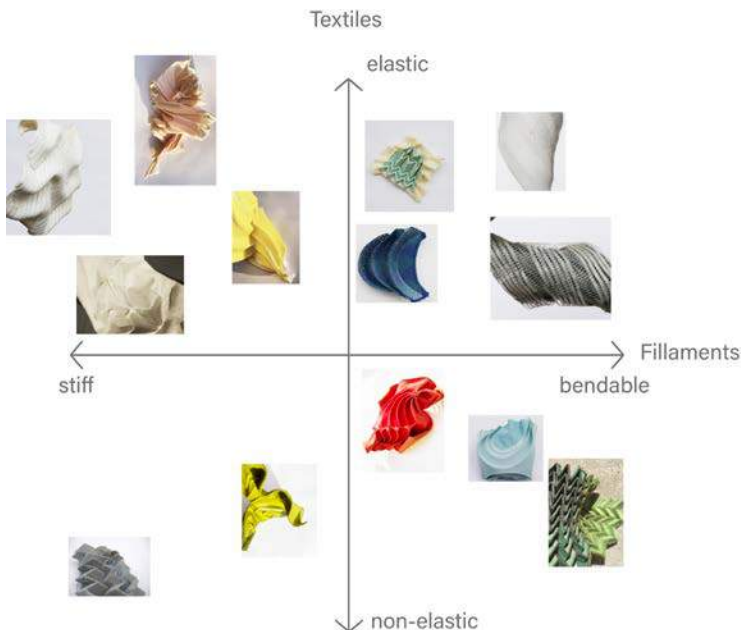 Textiles
elastic
Fillaments
stiff
bendable
non-elastic